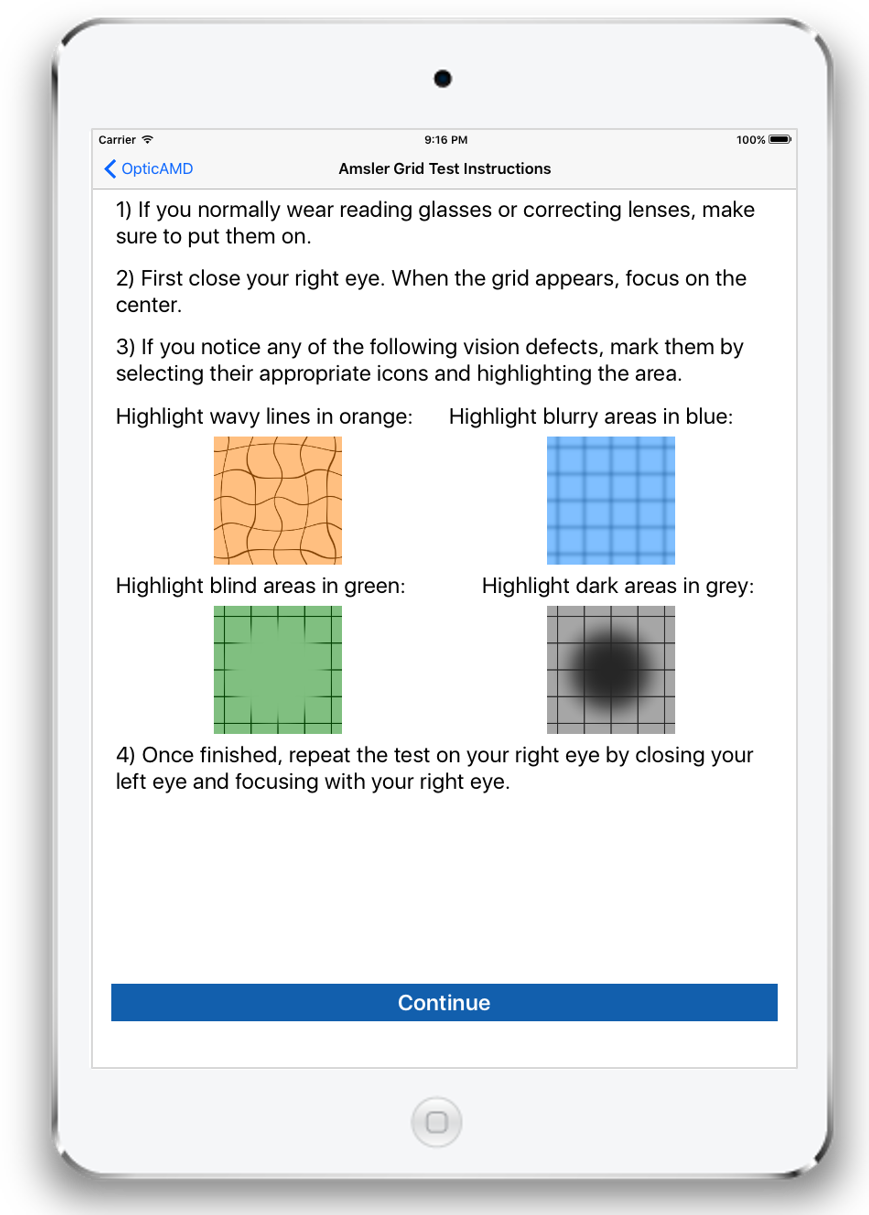 Carrier
9:16 PM
100%
OpticAMD
Amsler Grid Test Instructions
1) If you normally wear reading glasses or correcting lenses, make
sure to put them on.
2) First close your right eye. When the grid appears, focus on the
center.
3) If you notice any of the following vision defects, mark them by
selecting their appropriate icons and highlighting the area.
Highlight wavy lines in orange:
Highlight blurry areas in blue:
Highlight blind areas in green:
Highlight dark areas in grey:
4) Once finished, repeat the test on your right eye by closing your
left eye and focusing with your right eye.
Continue